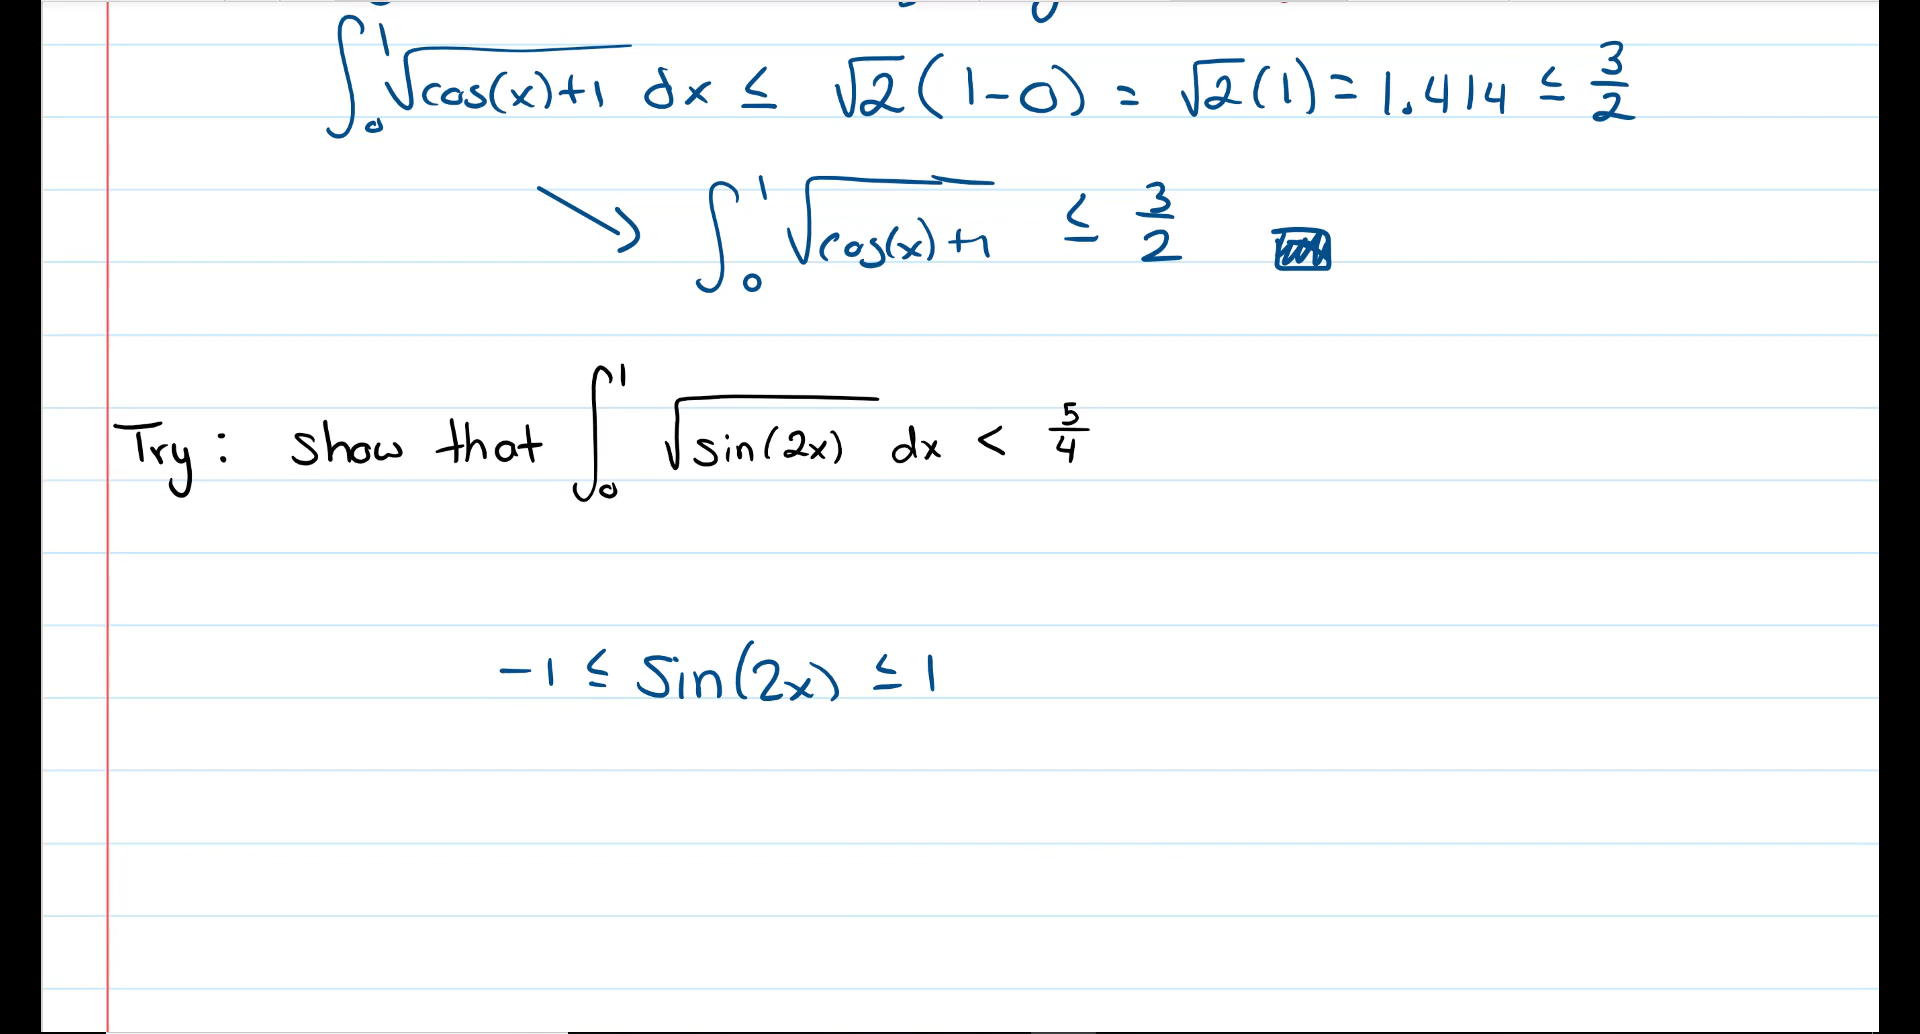 ∫₀¹ √(cos(x)+1) dx ≤ √2(1-0) = √2(1) = 1.414 ≤ 3/2
↘ ∫₀¹ √(cos(x)+1) ≤ 3/2
Try: show that ∫₀¹ √(sin(2x)) dx < 5/4
-1 ≤ Sin(2x) ≤ 1